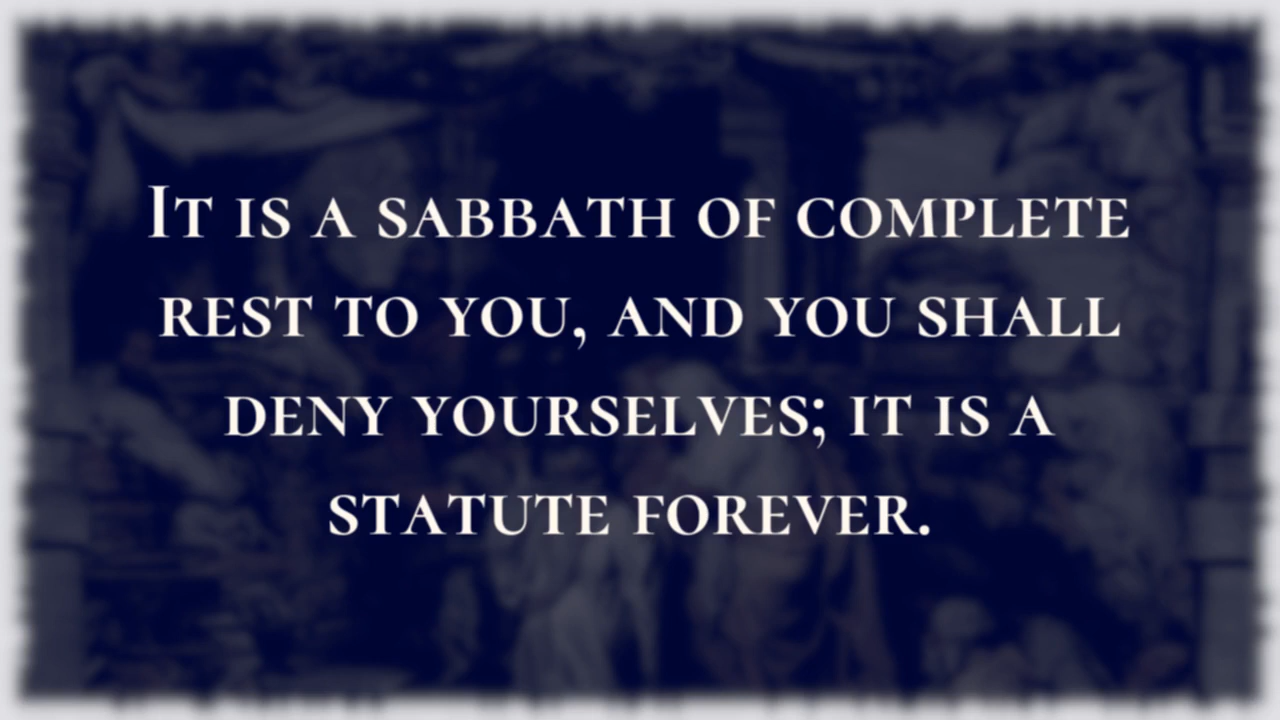 It is a sabbath of complete
rest to you, and you shall
deny yourselves; it is a
statute forever.